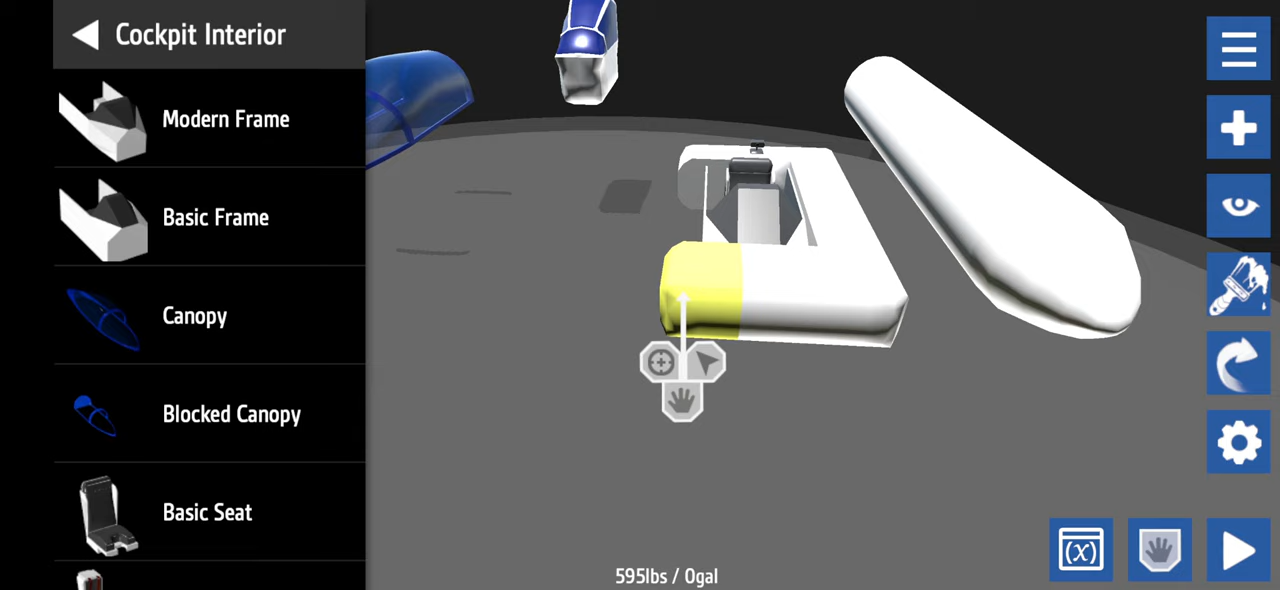 Cockpit Interior
Modern Frame
Basic Frame
Canopy
Blocked Canopy
Basic Seat
(x)
595lbs / 0gal